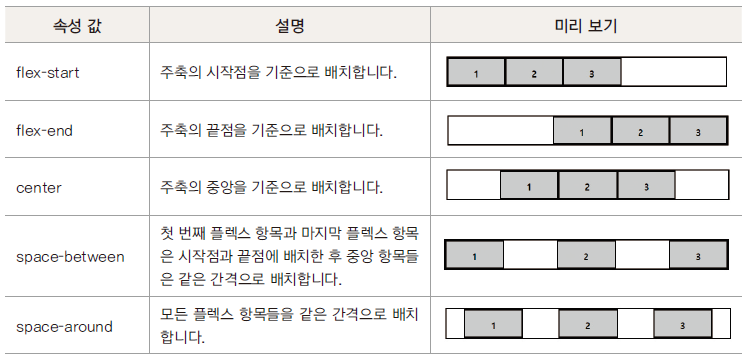 속성 값 설명 미리 보기
flex-start 주축의 시작점을 기준으로 배치합니다. 1 2 3
flex-end 주축의 끝점을 기준으로 배치합니다. 1 2 3
center 주축의 중앙을 기준으로 배치합니다. 1 2 3
첫 번째 플렉스 항목과 마지막 플렉스 항목
space-between 은 시작점과 끝점에 배치한 후 중앙 항목들 1 2 3
은 같은 간격으로 배치합니다.
space-around 모든 플렉스 항목들을 같은 간격으로 배치 1 2 3
합니다.